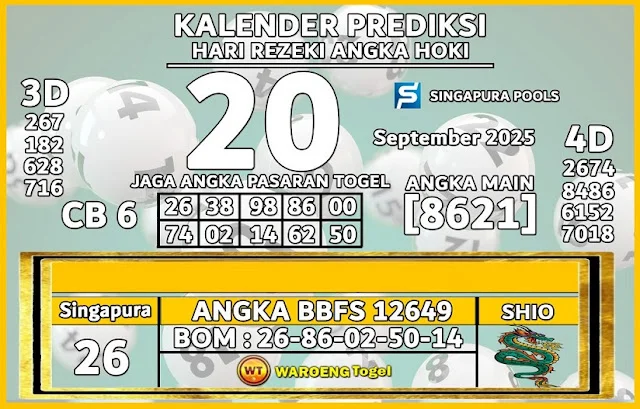 KALENDER PREDIKSI
HARI REZEKI ANGKA HOKI
3D
267
182
628
716
20
SINGAPURA POOLS
September 2025
4D
2674
8486
6152
7018
JAGA ANGKA PASARAN TOGEL
CB 6
26 38 98 86 00
74 02 14 62 50
ANGKA MAIN
[8621]
Singapura
26
ANGKA BBFS 12649
BOM : 26-86-02-50-14
WT WAROENG Togel
SHIO